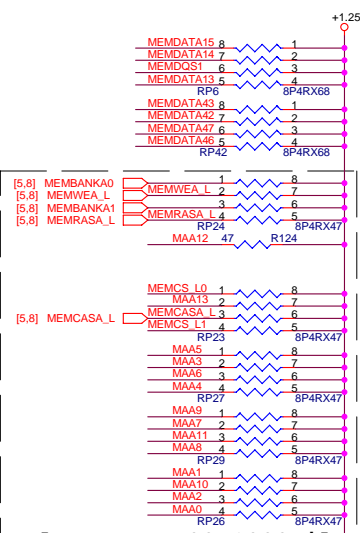 +1.25
MEMDATA15 8 1
MEMDATA14 7 2
MEMDQS1 6 3
MEMDATA13 5 4
RP6 8P4RX68
MEMDATA43 8 1
MEMDATA42 7 2
MEMDATA47 6 3
MEMDATA46 5 4
RP42 8P4RX68
[5,8] MEMBANKA0 1 8
[5,8] MEMWEA_L MEMWEA_L 2 7
[5,8] MEMBANKA1 3 6
[5,8] MEMRASA_L MEMRASA_L 4 5
RP24 8P4RX47
MAA12 47 R124
MEMCS_L0 1 8
MAA13 2 7
[5,8] MEMCASA_L MEMCASA_L 3 6
MEMCS_L1 4 5
RP23 8P4RX47
MAA5 1 8
MAA3 2 7
MAA6 3 6
MAA4 4 5
RP27 8P4RX47
MAA9 1 8
MAA7 2 7
MAA11 3 6
MAA8 4 5
RP29 8P4RX47
MAA1 1 8
MAA10 2 7
MAA2 3 6
MAA0 4 5
RP26 8P4RX47